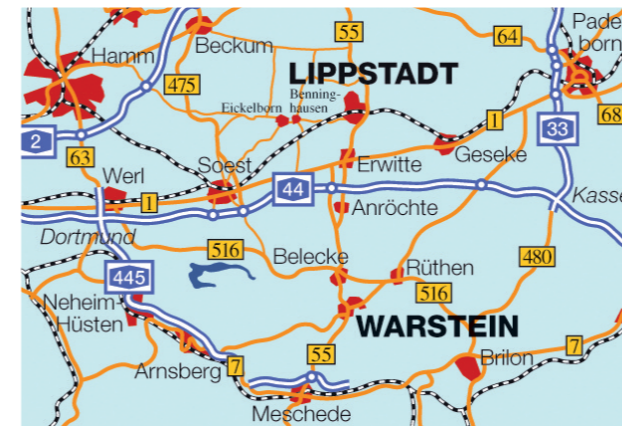 55
64
Pade
born
Hamm
Beckum
475
LIPPSTADT
Benning-
Eickelborn hausen
68
2
63
1
33
Werl
Soest
Erwitte
Geseke
1
44
Kasse
Anröchte
Dortmund
516
445
Belecke
Rüthen
480
516
Neheim-
Hüsten
WARSTEIN
7
55
Brilon
Arnsberg
7
Meschede